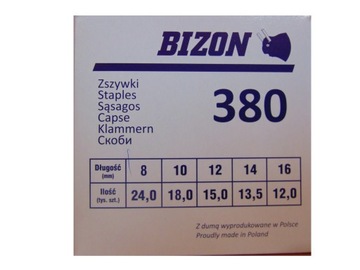 BIZON
Zszywki
Staples
Sąsagos
Capse
Klammern
Скоби
380
Długość (mm) 8 10 12 14 16
Ilość (tys. szt.) 24,0 18,0 15,0 13,5 12,0
Z dumą wyprodukowane w Polsce
Proudly made in Poland